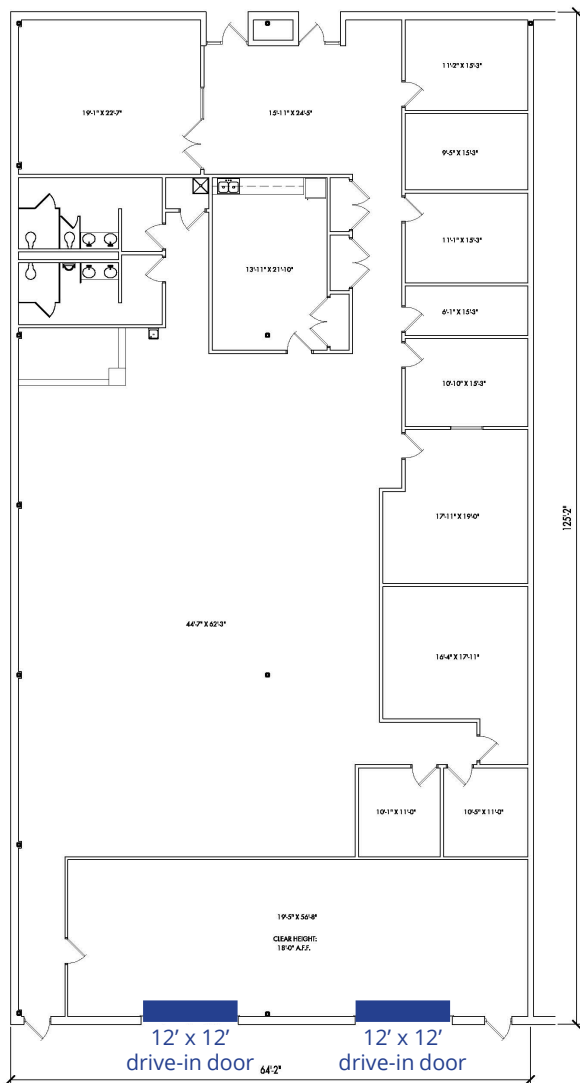 11'-2" X 15'-3"
19'-1" X 22'-7"
15'-11" X 24'-5"
9'-5" X 15'-3"
11'-1" X 15'-3"
13'-11" X 21'-10"
6'-1" X 15'-3"
10'-10" X 15'-3"
17'-11" X 19'-0"
125'-2"
44'-7" X 62'-3"
16'-4" X 17'-11"
10'-1" X 11'-0"
10'-5" X 11'-0"
19'-5" X 56'-8"
CLEAR HEIGHT:
18'-0" A.F.F.
12’ x 12’
drive-in door
12’ x 12’
drive-in door
64'-2"